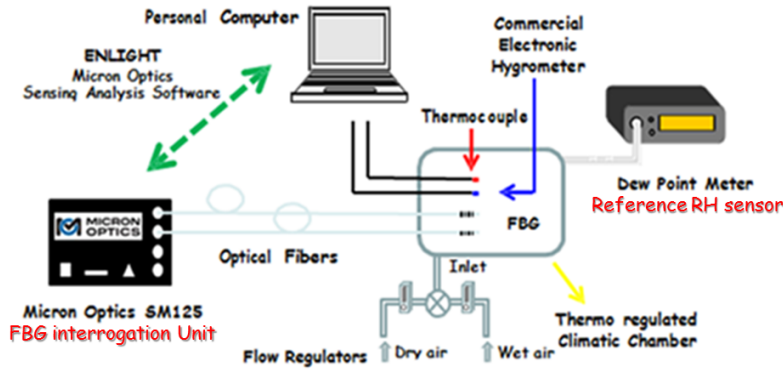 Personal Computer
ENLIGHT
Micron Optics
Sensing Analysis Software
Commercial
Electronic
Hygrometer
Thermocouple
Dew Point Meter
Reference RH sensor
MICRON
OPTICS
FBG
Optical Fibers
Inlet
Micron Optics SM125
FBG interrogation Unit
Thermo regulated
Climatic Chamber
Flow Regulators
Dry air
Wet air